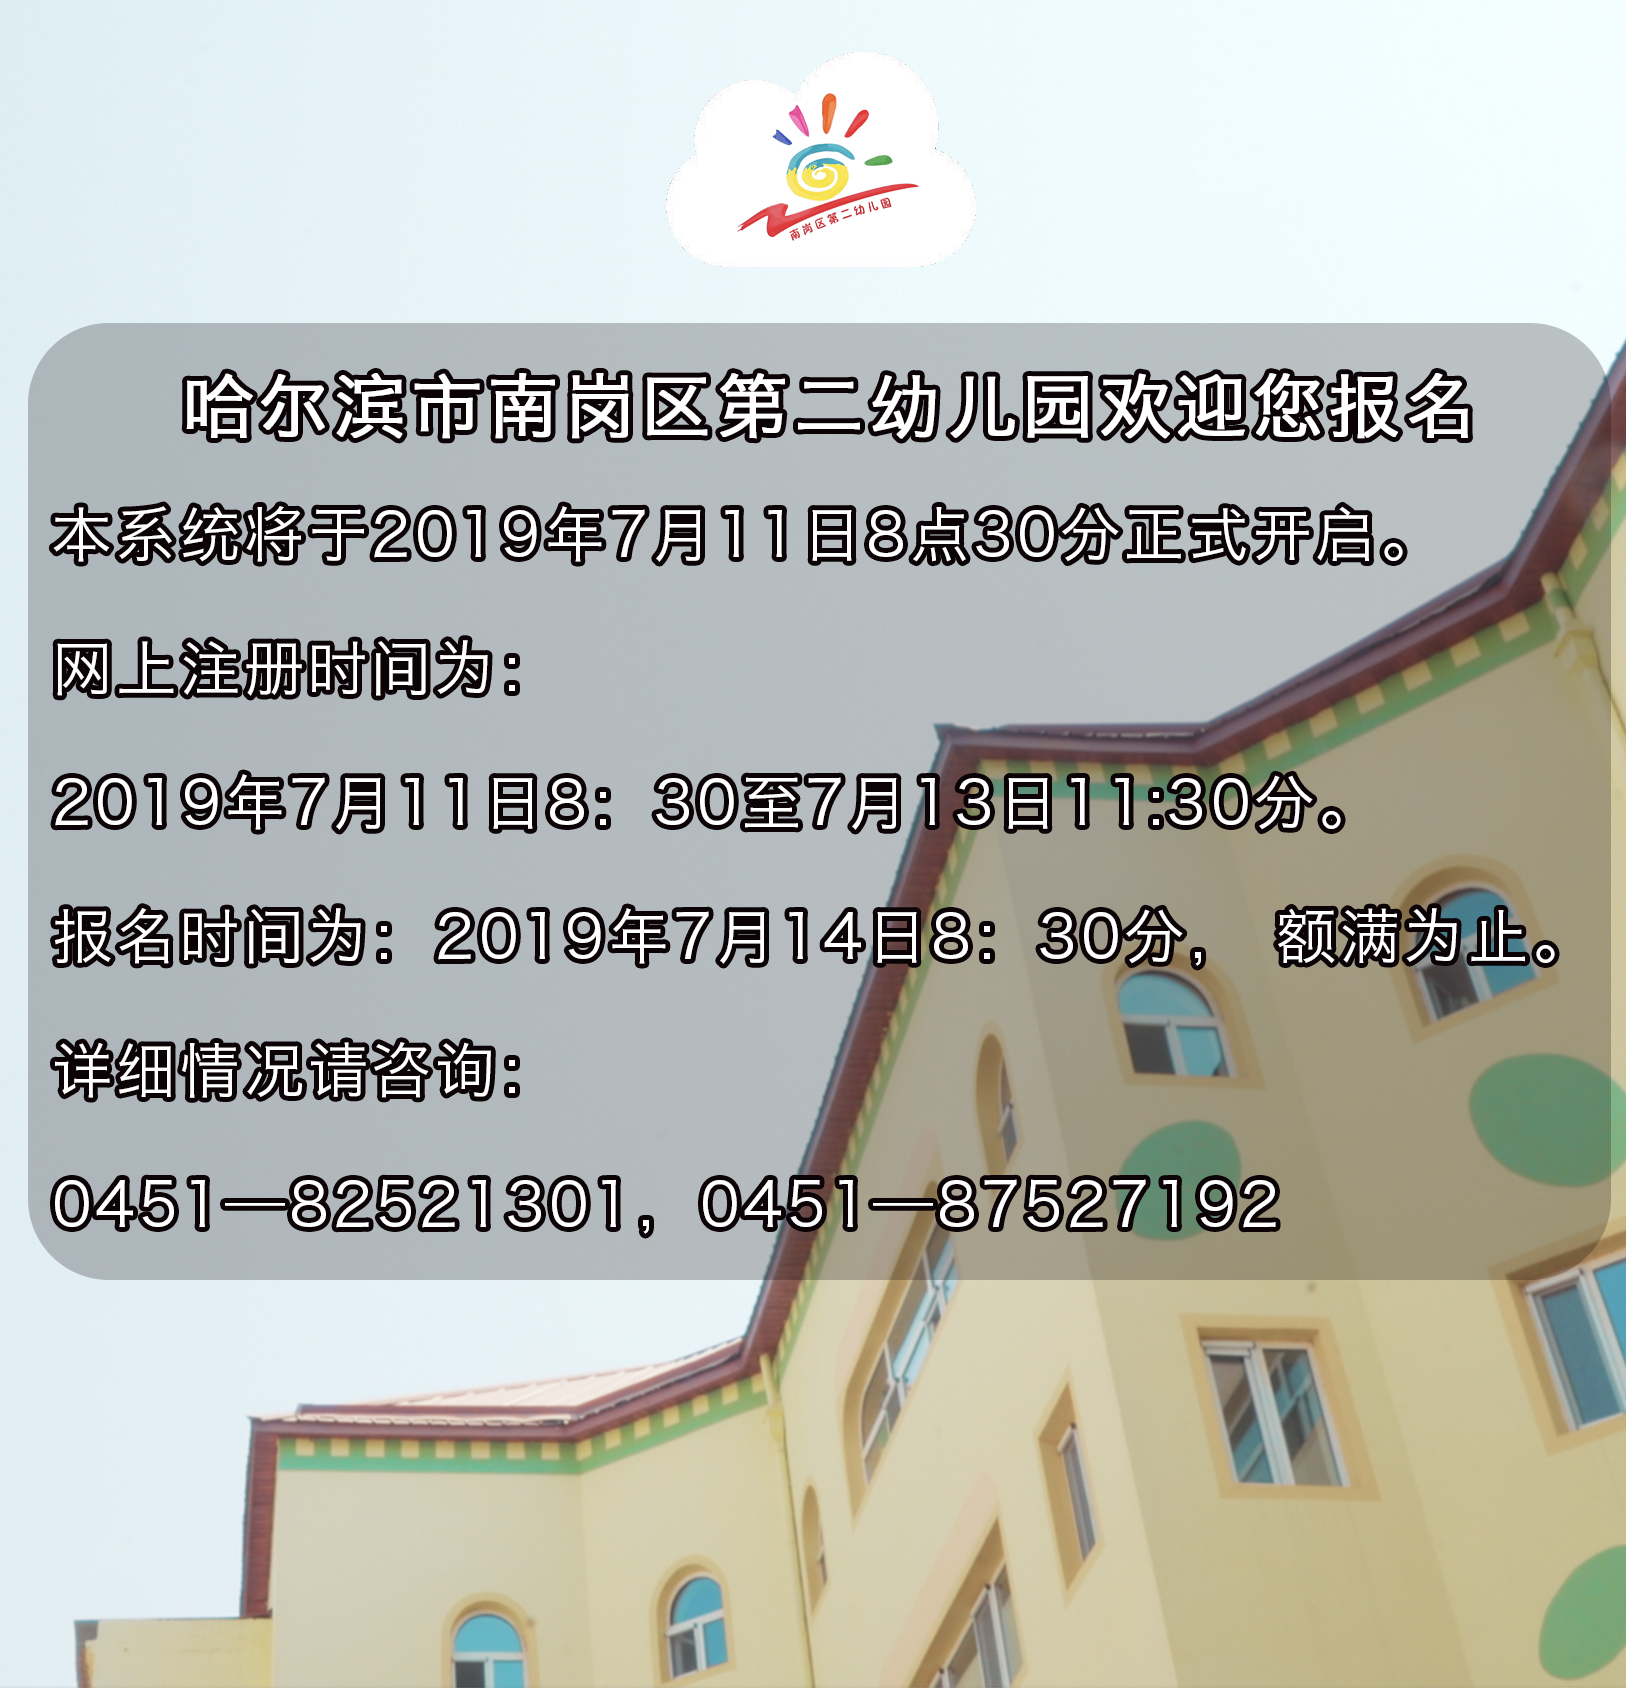 南岗区第二幼儿园
哈尔滨市南岗区第二幼儿园欢迎您报名
本系统将于2019年7月11日8点30分正式开启。
网上注册时间为：
2019年7月11日8：30至7月13日11:30分。
报名时间为：2019年7月14日8：30分， 额满为止。
详细情况请咨询：
0451—82521301，0451—87527192